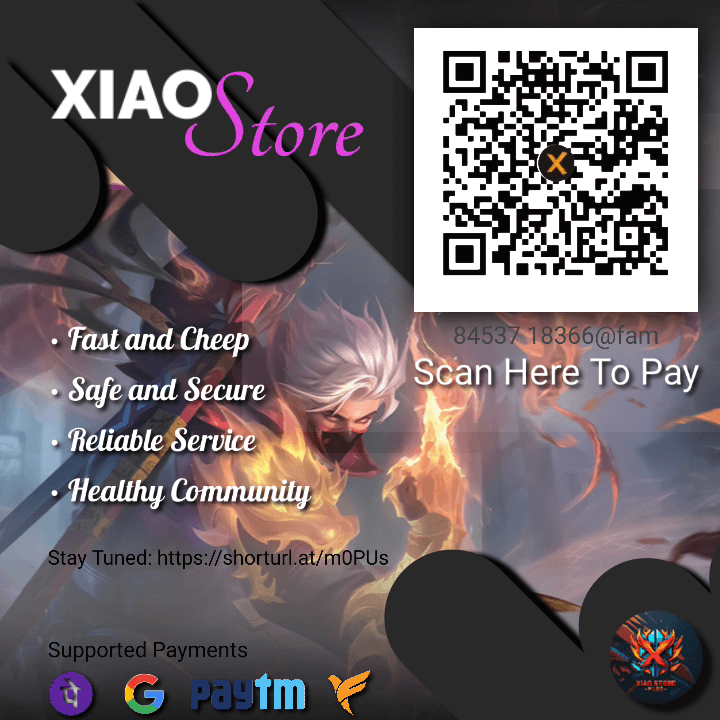 XIAO Store
84537 18366@fam
Scan Here To Pay
• Fast and Cheep
• Safe and Secure
• Reliable Service
• Healthy Community
Stay Tuned: https://shorturl.at/m0PUs
Supported Payments
पे G paytm
XIAO STORE